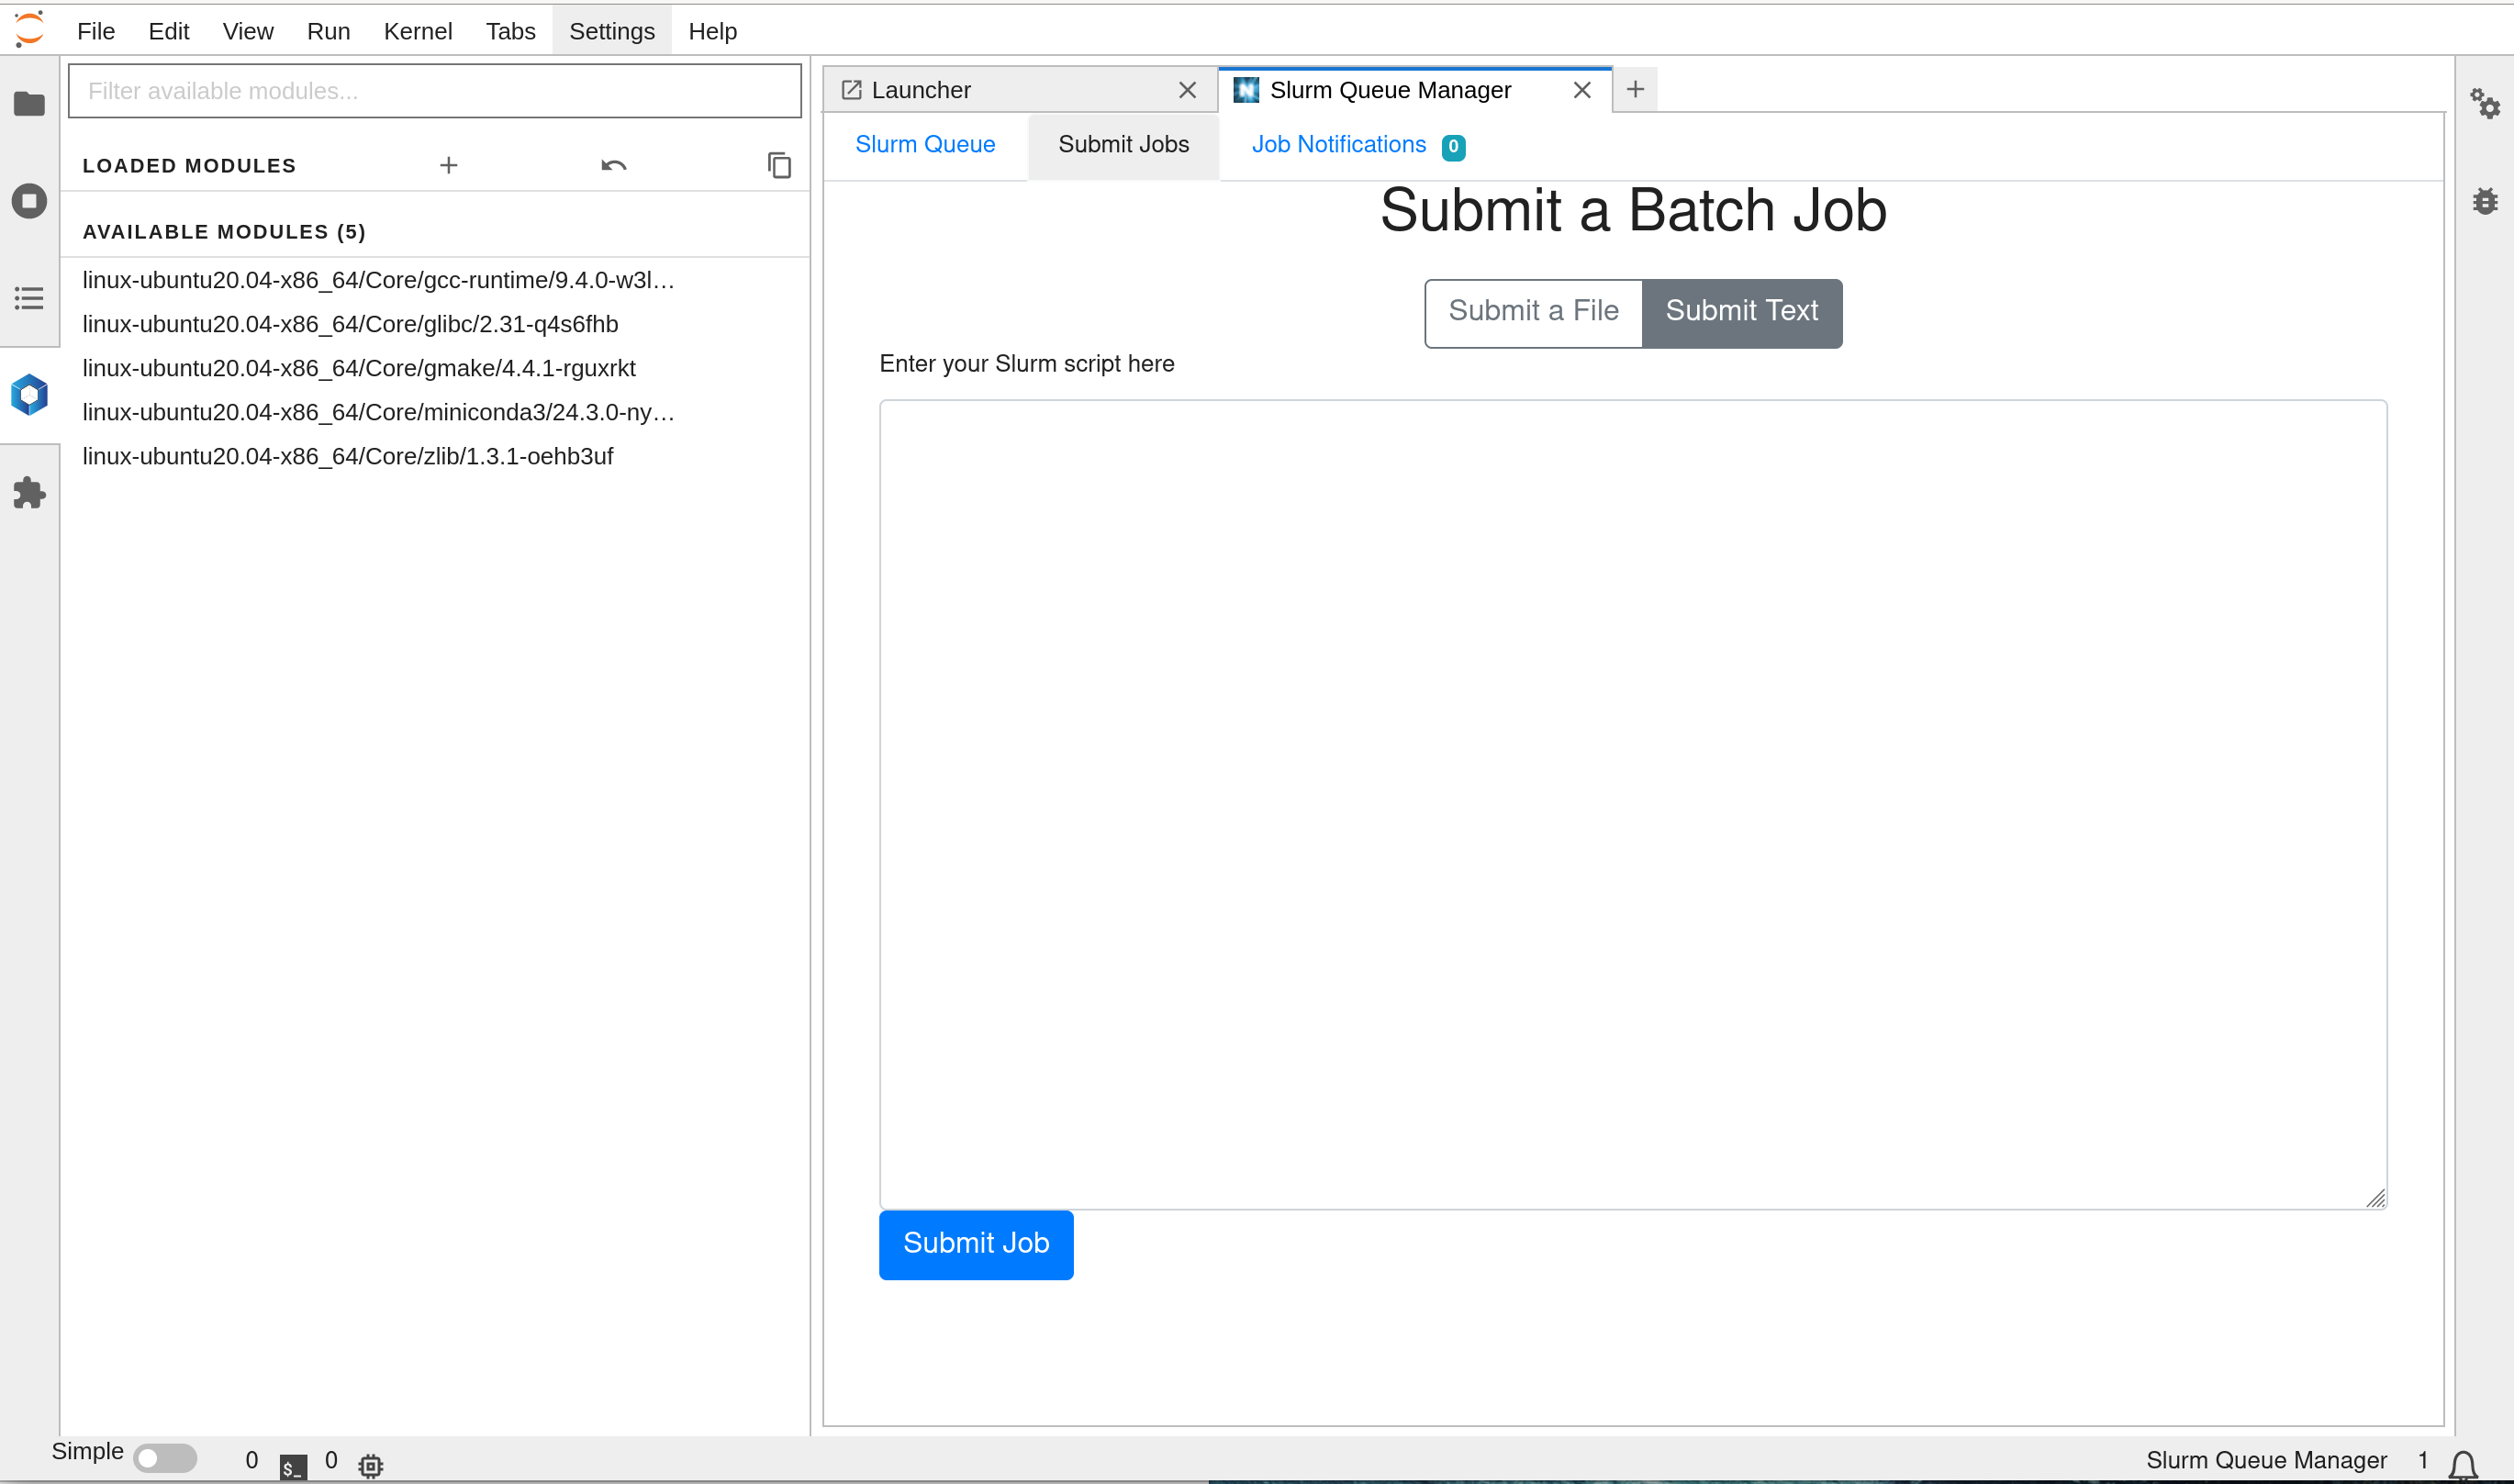 File Edit View Run Kernel Tabs Settings Help
Filter available modules...
LOADED MODULES
AVAILABLE MODULES (5)
linux-ubuntu20.04-x86_64/Core/gcc-runtime/9.4.0-w3l…
linux-ubuntu20.04-x86_64/Core/glibc/2.31-q4s6fhb
linux-ubuntu20.04-x86_64/Core/gmake/4.4.1-rguxrkt
linux-ubuntu20.04-x86_64/Core/miniconda3/24.3.0-ny…
linux-ubuntu20.04-x86_64/Core/zlib/1.3.1-oehb3uf
Launcher
N Slurm Queue Manager
Slurm Queue Submit Jobs Job Notifications 0
Submit a Batch Job
Submit a File Submit Text
Enter your Slurm script here
Submit Job
Simple 0 $_ 0 Slurm Queue Manager 1